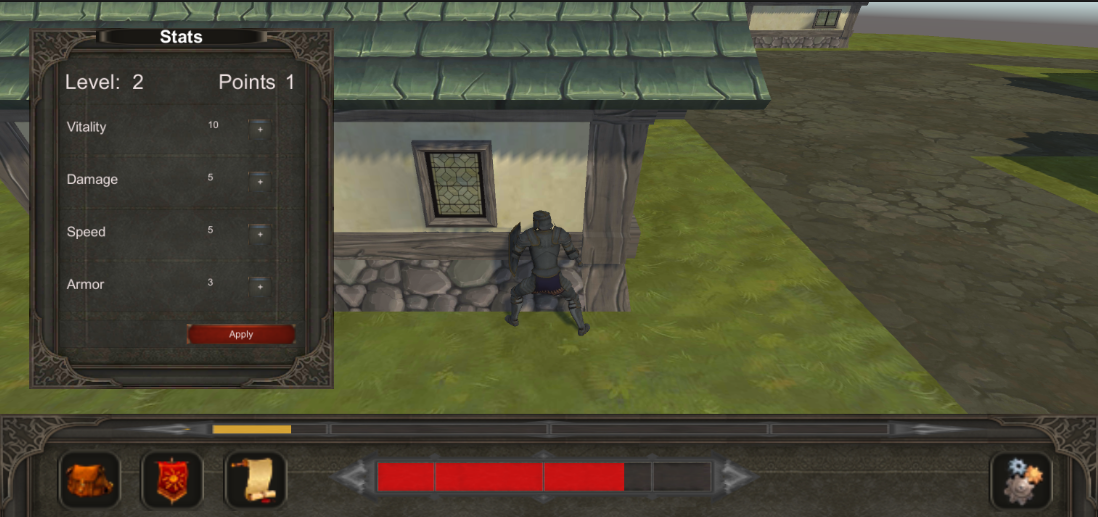 Stats
Level: 2 Points 1
Vitality 10 +
Damage 5 +
Speed 5 +
Armor 3 +
Apply